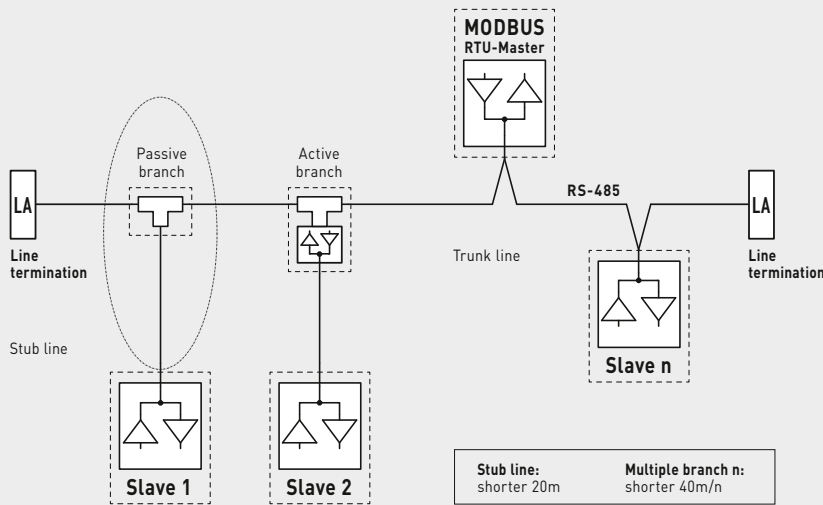 MODBUS
RTU-Master
Passive
branch
Active
branch
LA
RS-485
LA
Line
termination
Trunk line
Line
termination
Stub line
Slave n
Slave 1
Slave 2
Stub line:
shorter 20m
Multiple branch n:
shorter 40m/n